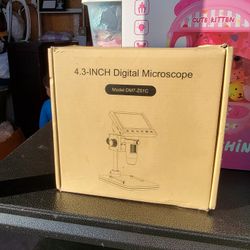 4.3-INCH Digital Microscope
Model DM7-Z01C
CUTE KITTEN